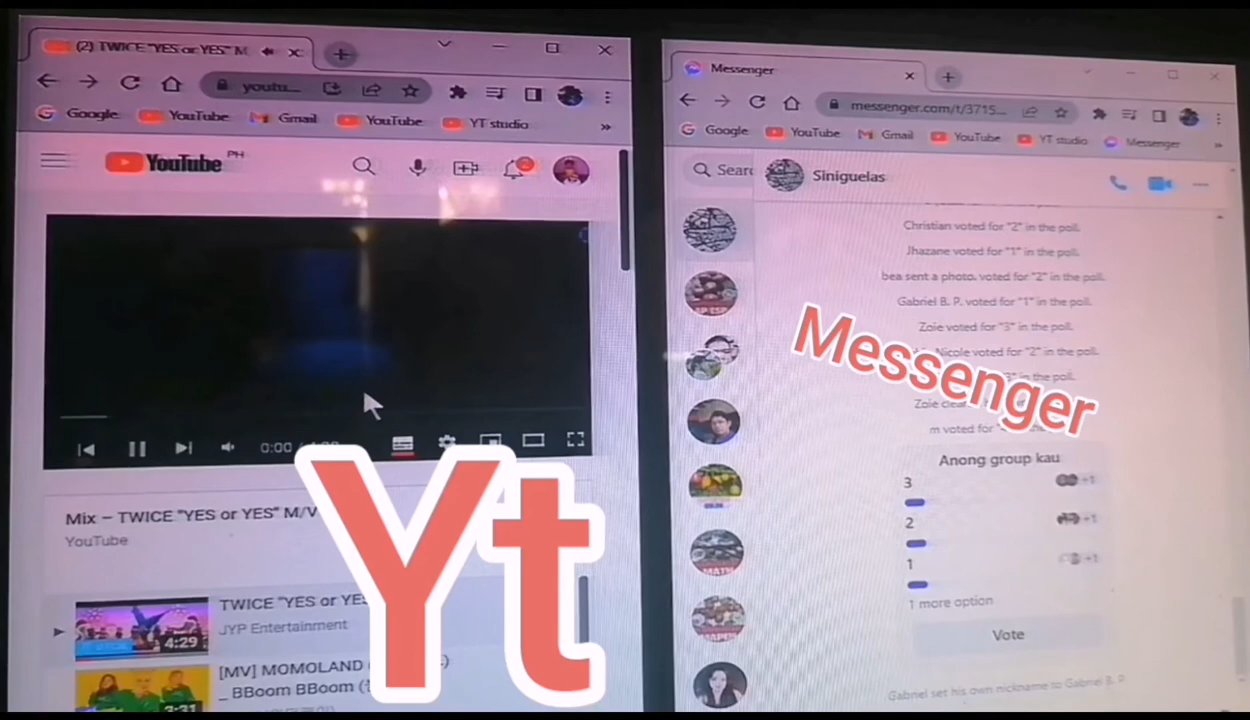 (2) TWICE "YES or YES" M
youtu...
Google
YouTube
Gmail
YouTube
YT studio
»
YouTube PH
2
0:00
Mix – TWICE "YES or YES" M/V
YouTube
TWICE "YES or YES
JYP Entertainment
4:29
[MV] MOMOLAND
_ BBoom BBoom
3:31
Yt
Messenger
messenger.com/t/3715...
Google
YouTube
Gmail
YouTube
YT studio
Messenger
»
Sear
Siniguelas
Christian voted for "2" in the poll.
Jhazane voted for "1" in the poll.
bea sent a photo. voted for "2" in the poll.
Gabriel B. P. voted for "1" in the poll.
Zoie voted for "3" in the poll.
Nicole voted for "2" in the poll.
in the poll.
Zoie
m voted for
Messenger
Anong group kau
3
+1
2
+1
1
+1
1 more option
Vote
Gabriel set his own nickname to Gabriel B. P.
MATH